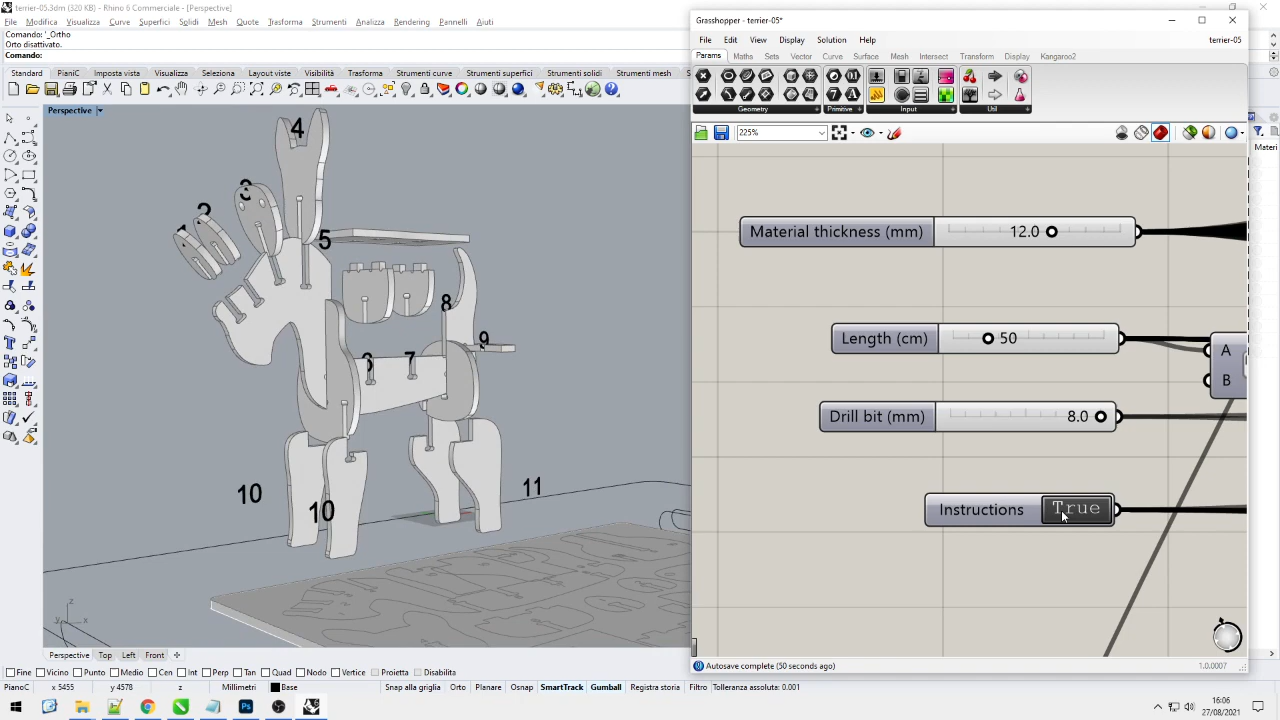 terrier-05.3dm (320 KB) - Rhino 6 Commerciale - [Perspective]
File Modifica Visualizza Curve Superfici Solidi Mesh Quote Trasforma Strumenti Analizza Rendering Pannelli Aiuti
Comando: '_Ortho
Orto disattivato.
Comando:
Standard PianiC Imposta vista Visualizza Seleziona Layout viste Visibilità Trasforma Strumenti curve Strumenti superfici Strumenti solidi Strumenti mesh
Perspective
4
3
2
1
5
8
9
6
7
10
10
11
z
y
x
Perspective Top Left Front
Fine Vicino Punto Medio Cen Int Perp Tan Quad Nodo Vertice Proietta Disabilita
PianoC x 5455 y 4578 z Millimetri Base Snap alla griglia Orto Planare Osnap SmartTrack Gumball Registra storia Filtro Tolleranza assoluta: 0.001
Grasshopper - terrier-05*
File Edit View Display Solution Help terrier-05
Params Maths Sets Vector Curve Surface Mesh Intersect Transform Display Kangaroo2
Geometry Primitive Input Util
225%
Material thickness (mm) 12.0
Length (cm) 50
A
B
Drill bit (mm) 8.0
Instructions True
Autosave complete (50 seconds ago) 1.0.0007
Materi
16:06
27/08/2021